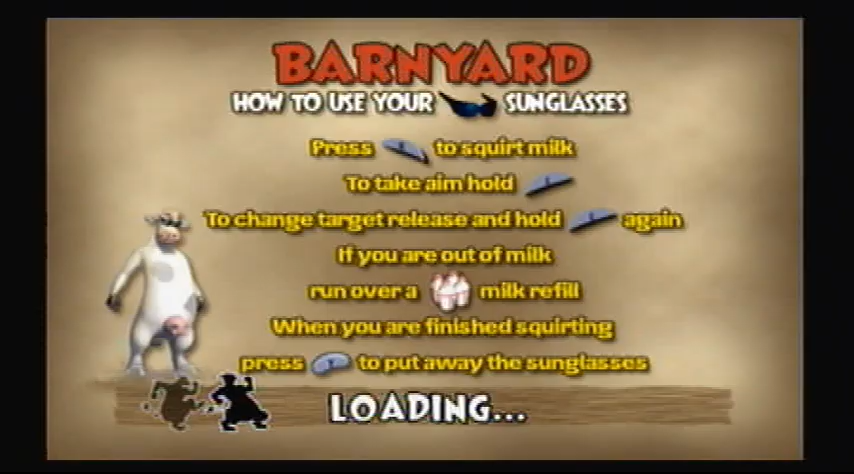 BARNYARD
HOW TO USE YOUR SUNGLASSES
Press to squirt milk
To take aim hold
To change target release and hold again
If you are out of milk
run over a milk refill
When you are finished squirting
press to put away the sunglasses
LOADING...